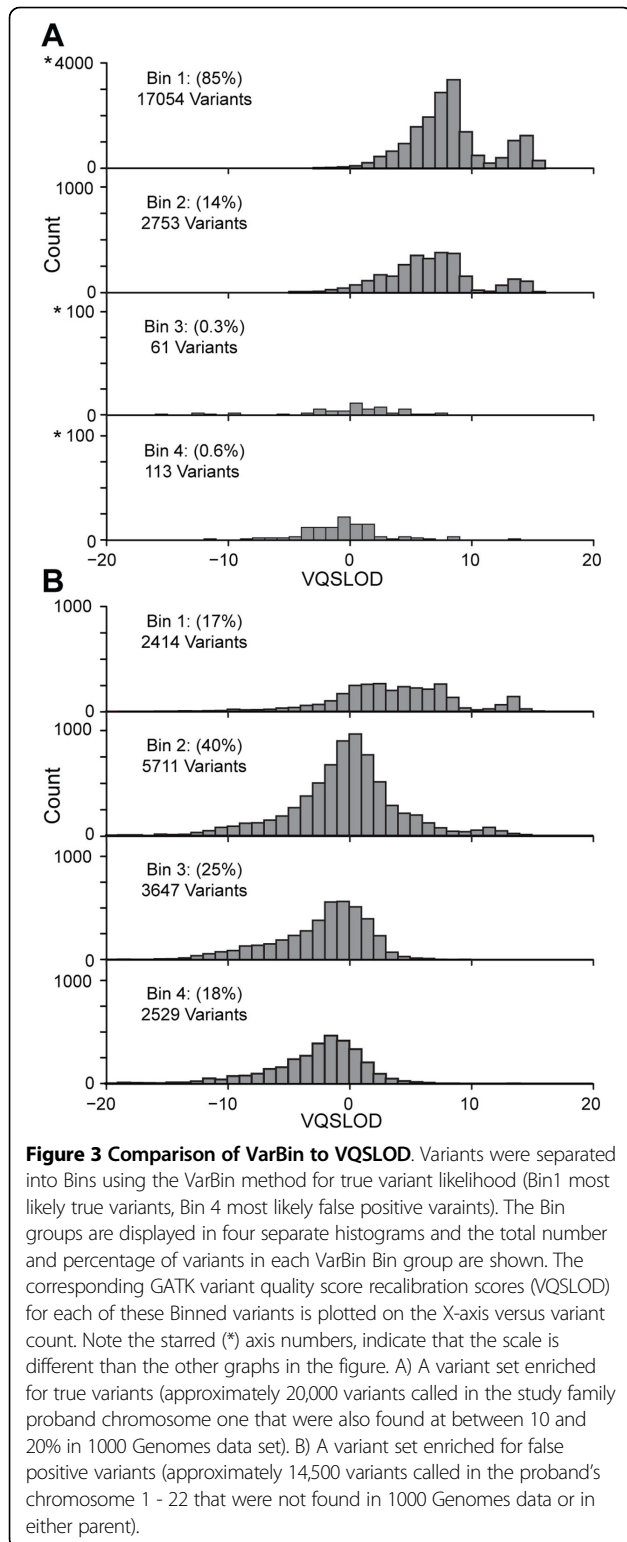 A
*4000
Bin 1: (85%)
17054 Variants
0
1000
Bin 2: (14%)
2753 Variants
Count
0
* 100
Bin 3: (0.3%)
61 Variants
0
* 100
Bin 4: (0.6%)
113 Variants
0
−20 −10 0 10 20
VQSLOD
B
1000
Bin 1: (17%)
2414 Variants
0
1000
Bin 2: (40%)
5711 Variants
Count
0
1000
Bin 3: (25%)
3647 Variants
0
1000
Bin 4: (18%)
2529 Variants
0
−20 −10 0 10 20
VQSLOD
Figure 3 Comparison of VarBin to VQSLOD. Variants were separated
into Bins using the VarBin method for true variant likelihood (Bin1 most
likely true variants, Bin 4 most likely false positive varaints). The Bin
groups are displayed in four separate histograms and the total number
and percentage of variants in each VarBin Bin group are shown. The
corresponding GATK variant quality score recalibration scores (VQSLOD)
for each of these Binned variants is plotted on the X-axis versus variant
count. Note the starred (*) axis numbers, indicate that the scale is
different than the other graphs in the figure. A) A variant set enriched
for true variants (approximately 20,000 variants called in the study family
proband chromosome one that were also found at between 10 and
20% in 1000 Genomes data set). B) A variant set enriched for false
positive variants (approximately 14,500 variants called in the proband's
chromosome 1 - 22 that were not found in 1000 Genomes data or in
either parent).